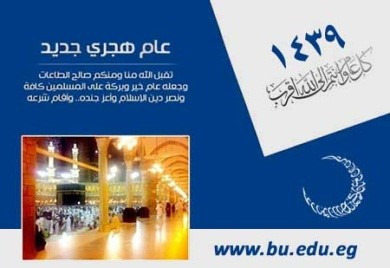 عام هجري جديد
تقبل الله منا ومنكم صالح الطاعات
وجعله عام خير وبركة على المسلمين كافة
ونصر دين الإسلام وأعز جنده.. وأقام شرعه
١٤٣٩
كل عام وأنتم إلى الله أقرب
www.bu.edu.eg